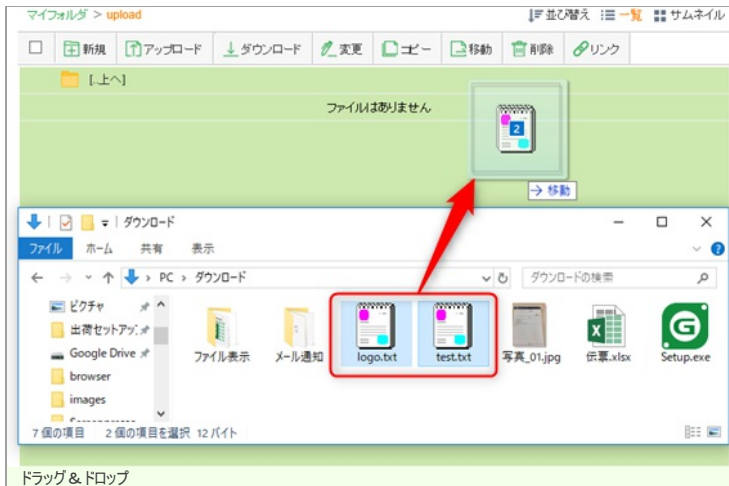 マイフォルダ > upload
並び替え 一覧 サムネイル
新規 アップロード ダウンロード 変更 コピー 移動 削除 リンク
[.上へ]
ファイルはありません
2
→ 移動
ダウンロード
ファイル ホーム 共有 表示
PC › ダウンロード ダウンロードの検索
ピクチャ
出荷セットアップ
Google Drive
browser
images
ファイル表示 メール通知 logo.txt test.txt 写真_01.jpg 伝票.xlsx Setup.exe
7 個の項目 2 個の項目を選択 12 バイト
ドラッグ & ドロップ